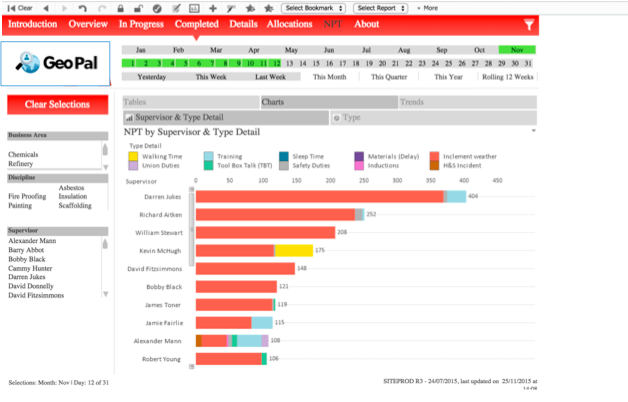 Clear Select Bookmark Select Report More
Introduction Overview In Progress Completed Details Allocations NPT About
Jan Feb Mar Apr May Jun Jul Aug Sep Oct Nov
1 2 3 4 5 6 7 8 9 10 11 12 13 14 15 16 17 18 19 20 21 22 23 24 25 26 27 28 29 30 31
Yesterday This Week Last Week This Month This Quarter This Year Rolling 12 Weeks
GeoPal
Clear Selections
Business Area
Chemicals
Refinery
Discipline
Asbestos
Fire Proofing Insulation
Painting Scaffolding
Supervisor
Alexander Mann
Barry Abbot
Bobby Black
Cammy Hunter
Darren Jukes
David Donnelly
David Fitzsimmons
Tables Charts Trends
Supervisor & Type Detail Type
NPT by Supervisor & Type Detail
Type Detail
Walking Time Training Sleep Time Materials (Delay) Inclement weather
Union Duties Tool Box Talk (TBT) Safety Duties Inductions H&S Incident
Supervisor 0 50 100 150 200 250 300 350 400 450
Darren Jukes 404
Richard Aitken 252
William Stewart 208
Kevin McHugh 175
David Fitzsimmons 148
Bobby Black 121
James Toner 119
Jamie Fairlie 115
Alexander Mann 108
Robert Young 106
Selections: Month: Nov | Day: 12 of 31
SITEPROD R3 - 24/07/2015, last updated on 25/11/2015 at